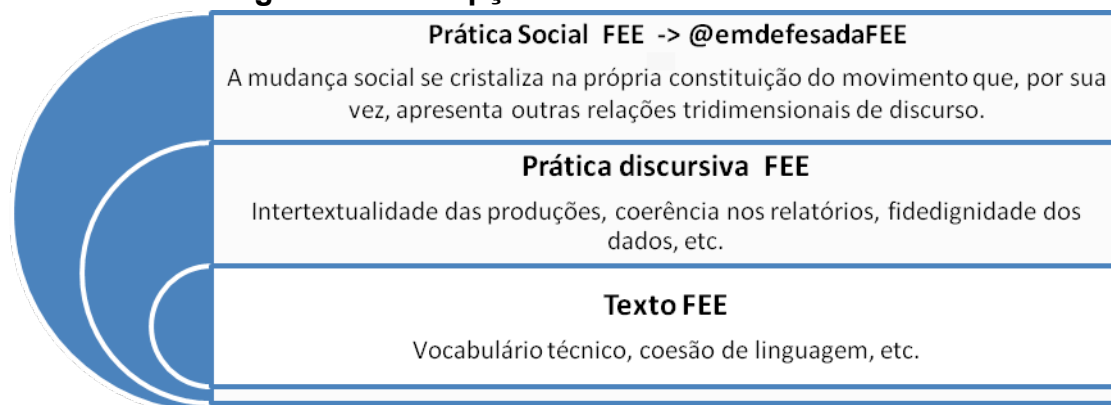 Prática Social FEE -> @emdefesadaFEE
A mudança social se cristaliza na própria constituição do movimento que, por sua
vez, apresenta outras relações tridimensionais de discurso.
Prática discursiva FEE
Intertextualidade das produções, coerência nos relatórios, fidedignidade dos
dados, etc.
Texto FEE
Vocabulário técnico, coesão de linguagem, etc.